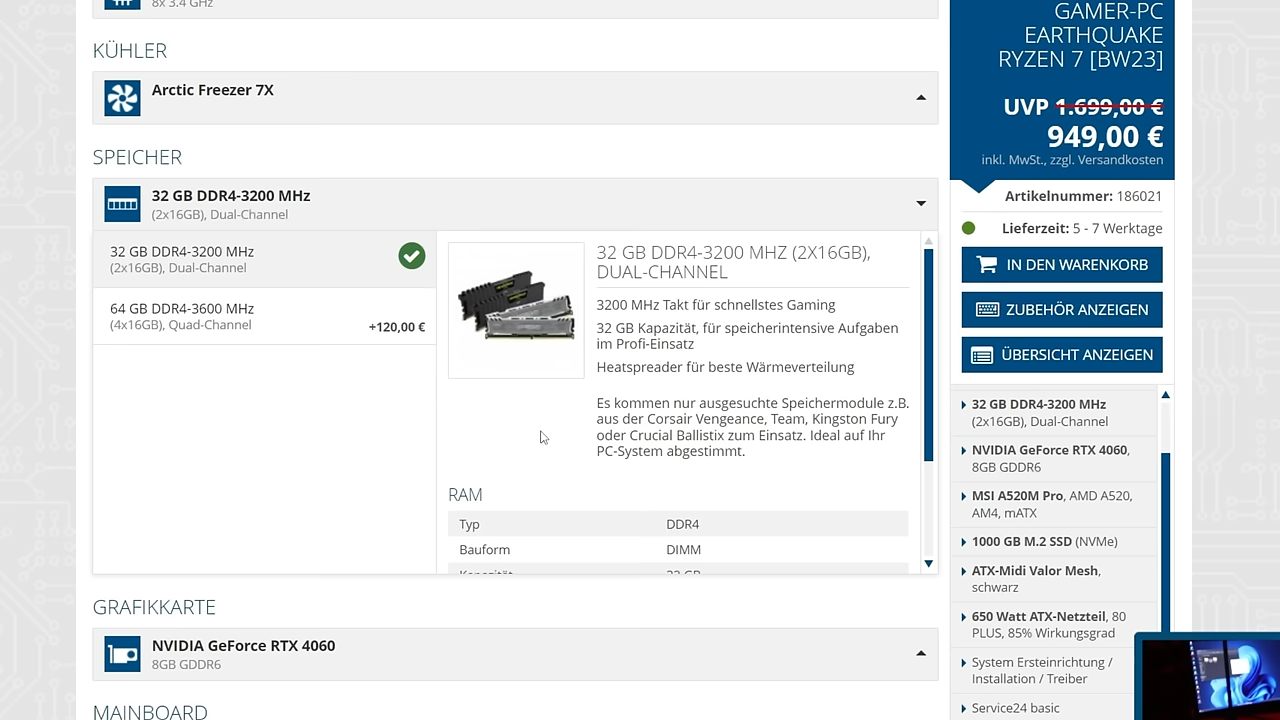 8x 3.4 GHz
KÜHLER
Arctic Freezer 7X
SPEICHER
32 GB DDR4-3200 MHz
(2x16GB), Dual-Channel
32 GB DDR4-3200 MHz
(2x16GB), Dual-Channel
64 GB DDR4-3600 MHz
(4x16GB), Quad-Channel
+120,00 €
32 GB DDR4-3200 MHZ (2X16GB),
DUAL-CHANNEL
3200 MHz Takt für schnellstes Gaming
32 GB Kapazität, für speicherintensive Aufgaben
im Profi-Einsatz
Heatspreader für beste Wärmeverteilung
Es kommen nur ausgesuchte Speichermodule z.B.
aus der Corsair Vengeance, Team, Kingston Fury
oder Crucial Ballistix zum Einsatz. Ideal auf Ihr
PC-System abgestimmt.
RAM
Typ DDR4
Bauform DIMM
Kapazität 32 GB
GRAFIKKARTE
NVIDIA GeForce RTX 4060
8GB GDDR6
MAINBOARD
GAMER-PC
EARTHQUAKE
RYZEN 7 [BW23]
UVP 1.699,00 €
949,00 €
inkl. MwSt., zzgl. Versandkosten
Artikelnummer: 186021
Lieferzeit: 5 - 7 Werktage
IN DEN WARENKORB
ZUBEHÖR ANZEIGEN
ÜBERSICHT ANZEIGEN
32 GB DDR4-3200 MHz
(2x16GB), Dual-Channel
NVIDIA GeForce RTX 4060,
8GB GDDR6
MSI A520M Pro, AMD A520,
AM4, mATX
1000 GB M.2 SSD (NVMe)
ATX-Midi Valor Mesh,
schwarz
650 Watt ATX-Netzteil, 80
PLUS, 85% Wirkungsgrad
System Ersteinrichtung /
Installation / Treiber
Service24 basic